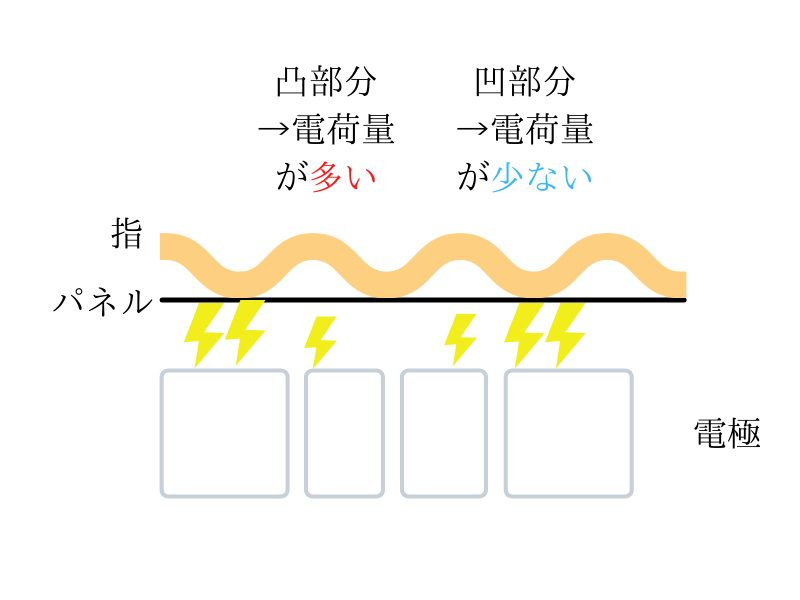 凸部分
→電荷量
が多い
凹部分
→電荷量
が少ない
指
パネル
電極